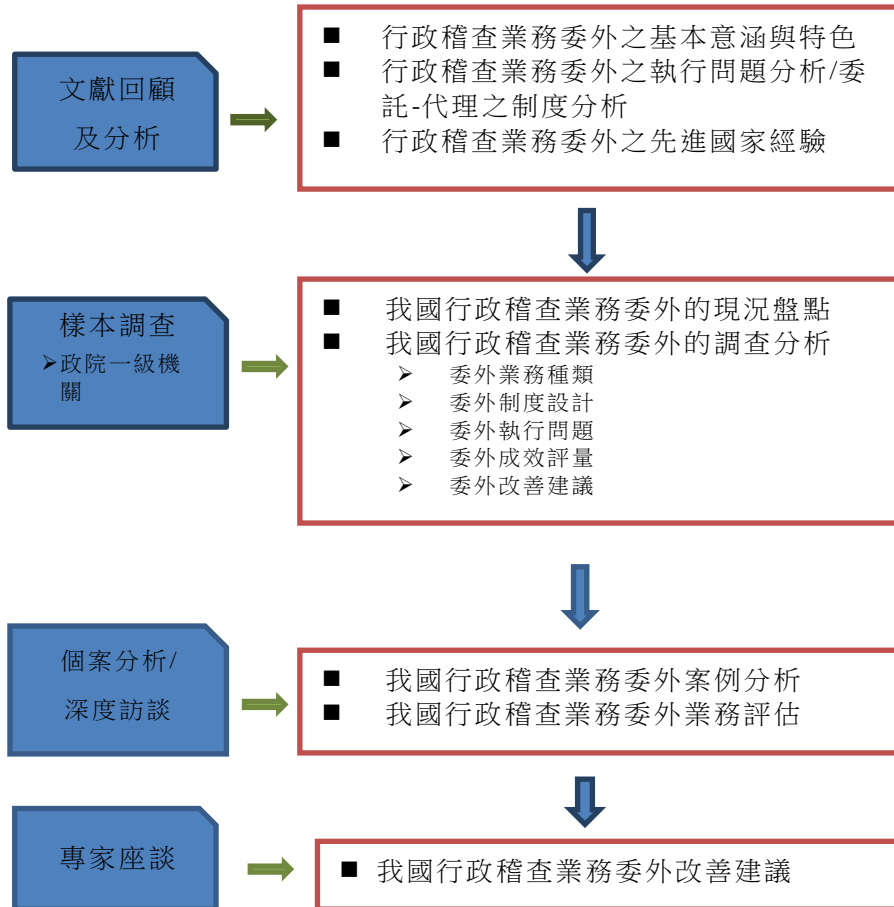 文獻回顧
及分析
■ 行政稽查業務委外之基本意涵與特色
■ 行政稽查業務委外之執行問題分析/委
託-代理之制度分析
■ 行政稽查業務委外之先進國家經驗
樣本調查
➢政院一級機
關
■ 我國行政稽查業務委外的現況盤點
■ 我國行政稽查業務委外的調查分析
➢ 委外業務種類
➢ 委外制度設計
➢ 委外執行問題
➢ 委外成效評量
➢ 委外改善建議
個案分析/
深度訪談
■ 我國行政稽查業務委外案例分析
■ 我國行政稽查業務委外業務評估
專家座談
■ 我國行政稽查業務委外改善建議